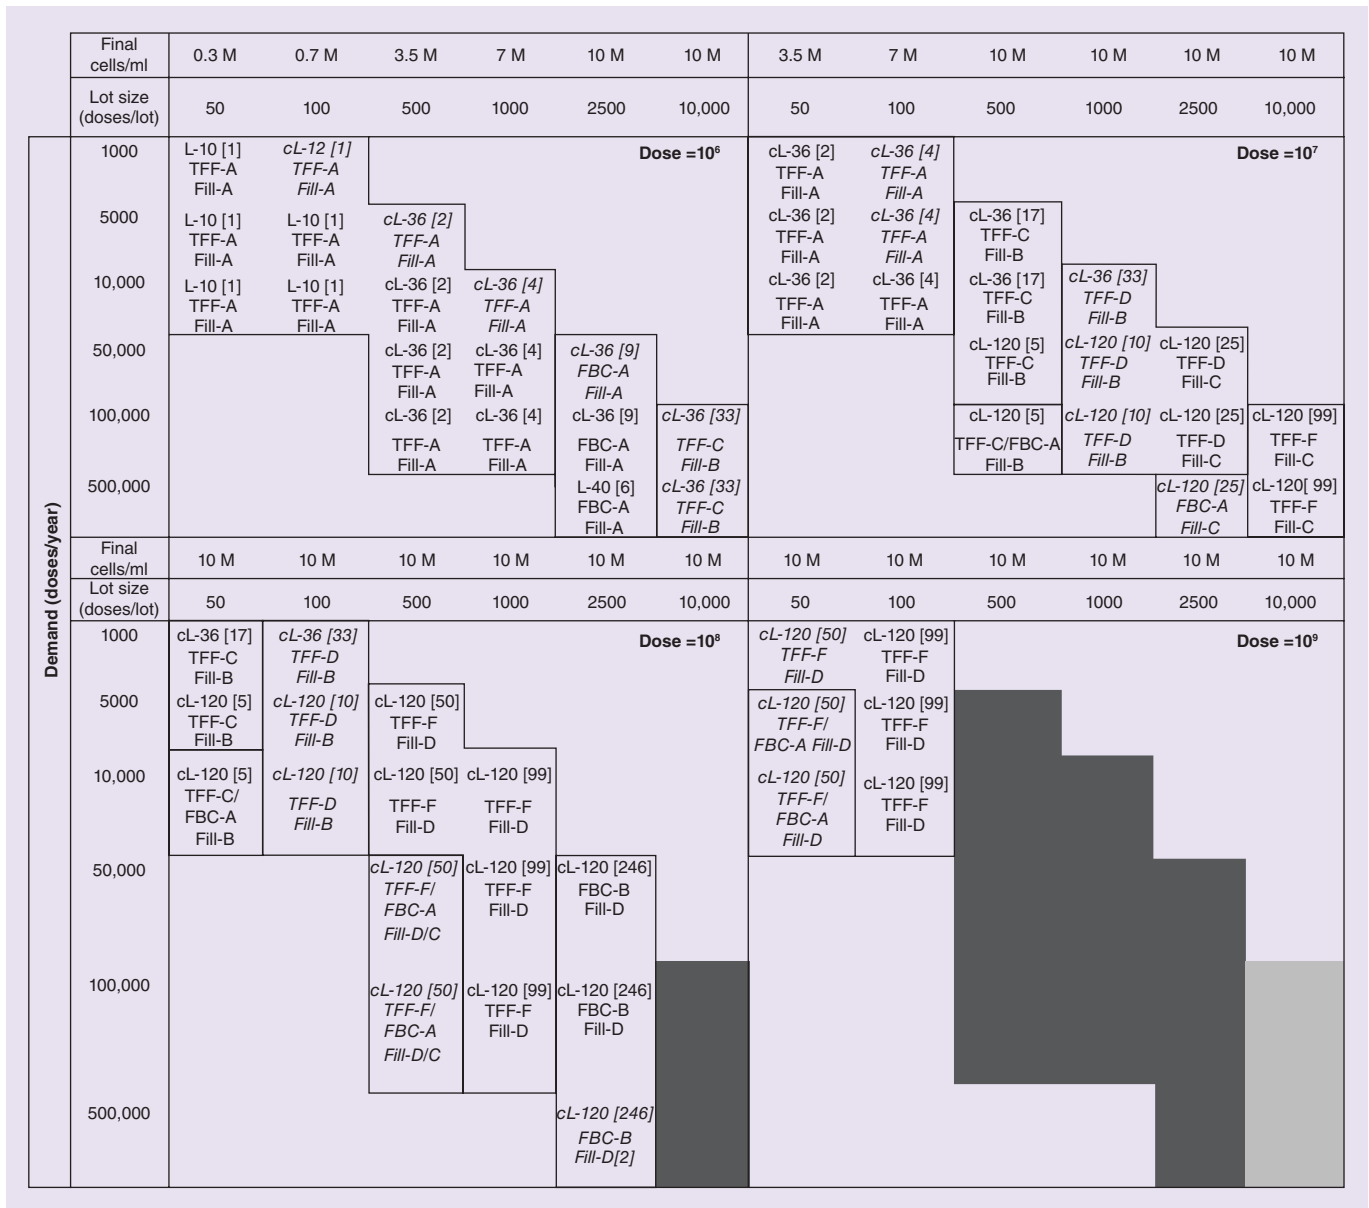 Final cells/ml 0.3 M 0.7 M 3.5 M 7 M 10 M 10 M 3.5 M 7 M 10 M 10 M 10 M 10 M
Lot size (doses/lot) 50 100 500 1000 2500 10,000 50 100 500 1000 2500 10,000
Demand (doses/year)
Dose =10⁶ Dose =10⁷
1000 L-10 [1] cL-12 [1] cL-36 [2] cL-36 [4]
TFF-A TFF-A TFF-A TFF-A
Fill-A Fill-A Fill-A Fill-A
5000 L-10 [1] L-10 [1] cL-36 [2] cL-36 [2] cL-36 [4] cL-36 [17]
TFF-A TFF-A TFF-A TFF-A TFF-A TFF-C
Fill-A Fill-A Fill-A Fill-A Fill-A Fill-B
10,000 L-10 [1] L-10 [1] cL-36 [2] cL-36 [4] cL-36 [2] cL-36 [4] cL-36 [17] cL-36 [33]
TFF-A TFF-A TFF-A TFF-A TFF-A TFF-A TFF-C TFF-D
Fill-A Fill-A Fill-A Fill-A Fill-A Fill-A Fill-B Fill-B
50,000 cL-36 [2] cL-36 [4] cL-36 [9] cL-120 [5] cL-120 [10] cL-120 [25]
TFF-A TFF-A FBC-A TFF-C TFF-D TFF-D
Fill-A Fill-A Fill-A Fill-B Fill-B Fill-C
100,000 cL-36 [2] cL-36 [4] cL-36 [9] cL-36 [33] cL-120 [5] cL-120 [10] cL-120 [25] cL-120 [99]
TFF-A TFF-A FBC-A TFF-C TFF-C/FBC-A TFF-D TFF-D TFF-F
Fill-A Fill-A Fill-A Fill-B Fill-B Fill-B Fill-C Fill-C
500,000 L-40 [6] cL-36 [33] cL-120 [25] cL-120[ 99]
FBC-A TFF-C FBC-A TFF-F
Fill-A Fill-B Fill-C Fill-C
Final cells/ml 10 M 10 M 10 M 10 M 10 M 10 M 10 M 10 M 10 M 10 M 10 M 10 M
Lot size (doses/lot) 50 100 500 1000 2500 10,000 50 100 500 1000 2500 10,000
Dose =10⁸ Dose =10⁹
1000 cL-36 [17] cL-36 [33] cL-120 [50] cL-120 [99]
TFF-C TFF-D TFF-F TFF-F
Fill-B Fill-B Fill-D Fill-D
5000 cL-120 [5] cL-120 [10] cL-120 [50] cL-120 [50] cL-120 [99]
TFF-C TFF-D TFF-F TFF-F/ TFF-F
Fill-B Fill-B Fill-D FBC-A Fill-D Fill-D
10,000 cL-120 [5] cL-120 [10] cL-120 [50] cL-120 [99] cL-120 [50] cL-120 [99]
TFF-C/ TFF-D TFF-F TFF-F TFF-F/ TFF-F
FBC-A Fill-B Fill-D Fill-D FBC-A Fill-D
Fill-B Fill-D
50,000 cL-120 [50] cL-120 [99] cL-120 [246]
TFF-F/ TFF-F FBC-B
FBC-A Fill-D Fill-D
Fill-D/C
100,000 cL-120 [50] cL-120 [99] cL-120 [246]
TFF-F/ TFF-F FBC-B
FBC-A Fill-D Fill-D
Fill-D/C
500,000 cL-120 [246]
FBC-B
Fill-D[2]